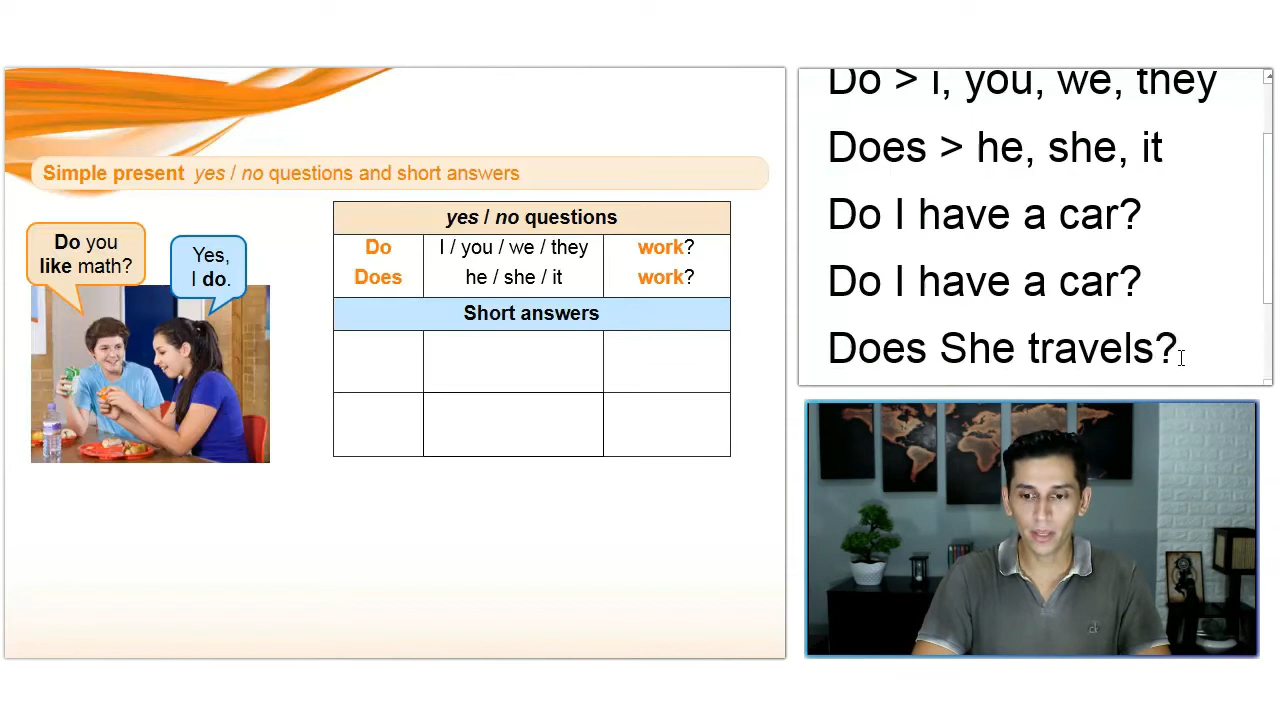 Simple present yes / no questions and short answers
Do you
like math?
Yes,
I do.
yes / no questions
Do I / you / we / they work?
Does he / she / it work?
Short answers
Do > i, you, we, they
Does > he, she, it
Do I have a car?
Do I have a car?
Does She travels?